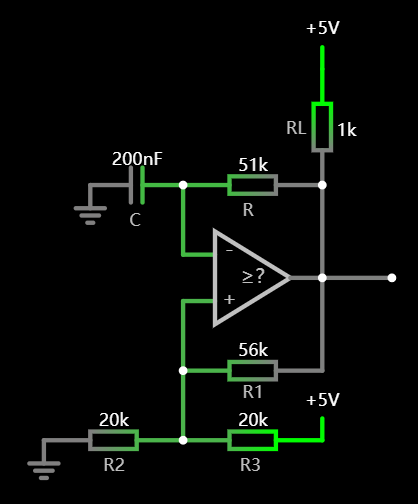 +5V
RL
1k
200nF
51k
C
R
-
≥?
+
56k
R1
+5V
20k
20k
R2
R3